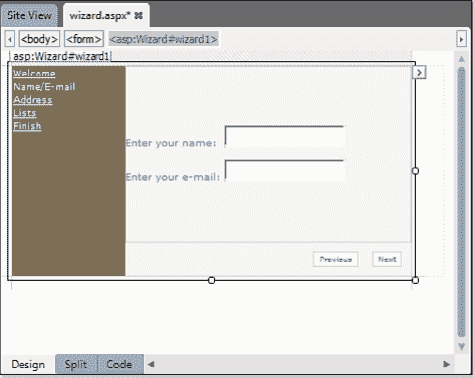 Site View wizard.aspx*
<body> <form> <asp:Wizard#wizard1>
asp:Wizard#wizard1
Welcome
Name/E-mail
Address
Lists
Finish
Enter your name:
Enter your e-mail:
Previous Next
Design Split Code